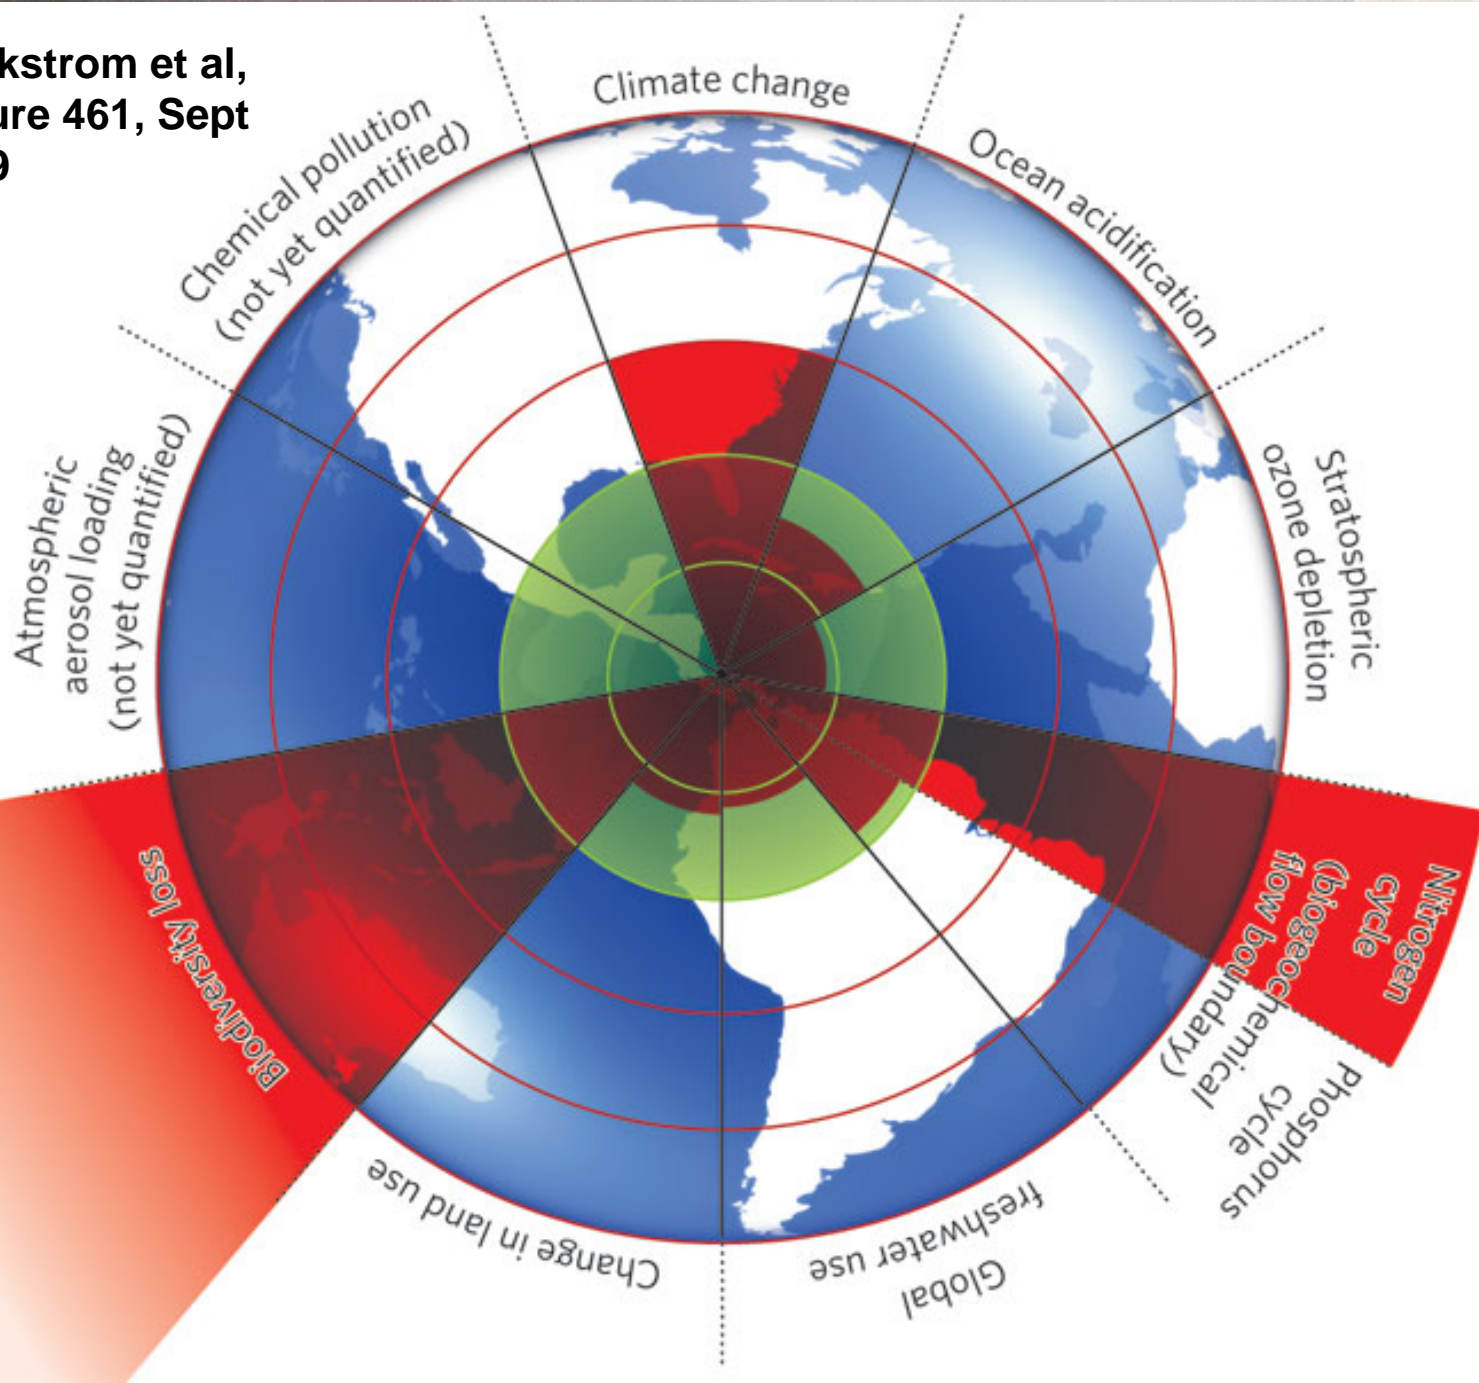 kstrom et al,
ure 461, Sept
9
Climate change
Ocean acidification
Stratospheric
ozone depletion
Nitrogen
cycle
(biogeochemical
flow boundary)
Phosphorus
cycle
Global
freshwater use
Change in land use
Biodiversity loss
Atmospheric
aerosol loading
(not yet quantified)
Chemical pollution
(not yet quantified)